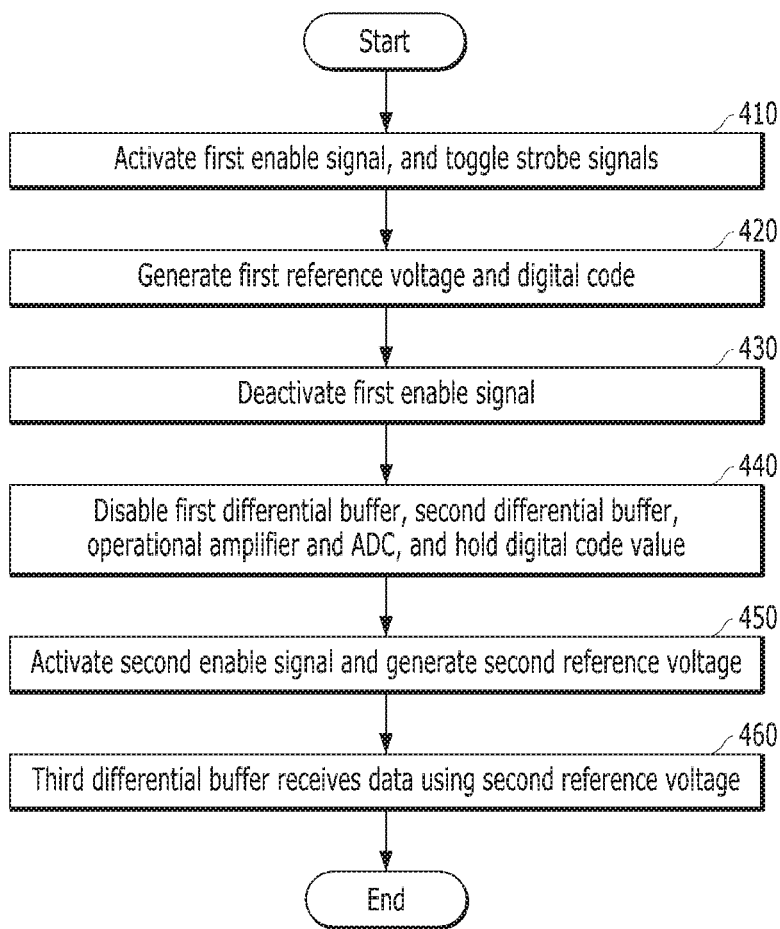 Start
410
Activate first enable signal, and toggle strobe signals
420
Generate first reference voltage and digital code
430
Deactivate first enable signal
440
Disable first differential buffer, second differential buffer,
operational amplifier and ADC, and hold digital code value
450
Activate second enable signal and generate second reference voltage
460
Third differential buffer receives data using second reference voltage
End